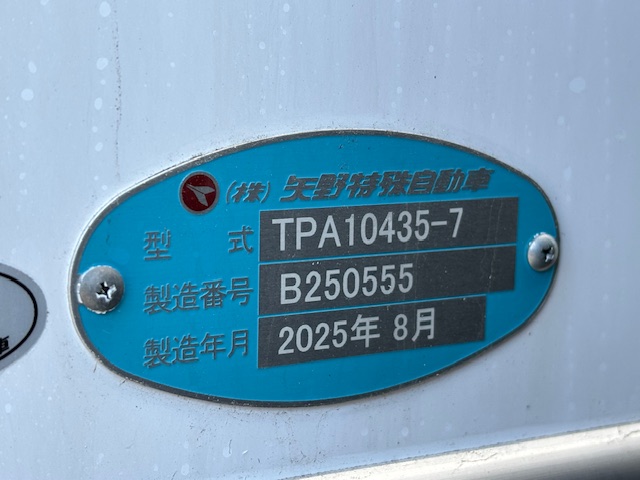 (株) 矢野特殊自動車
型式 TPA10435-7
製造番号 B250555
製造年月 2025年 8月
車